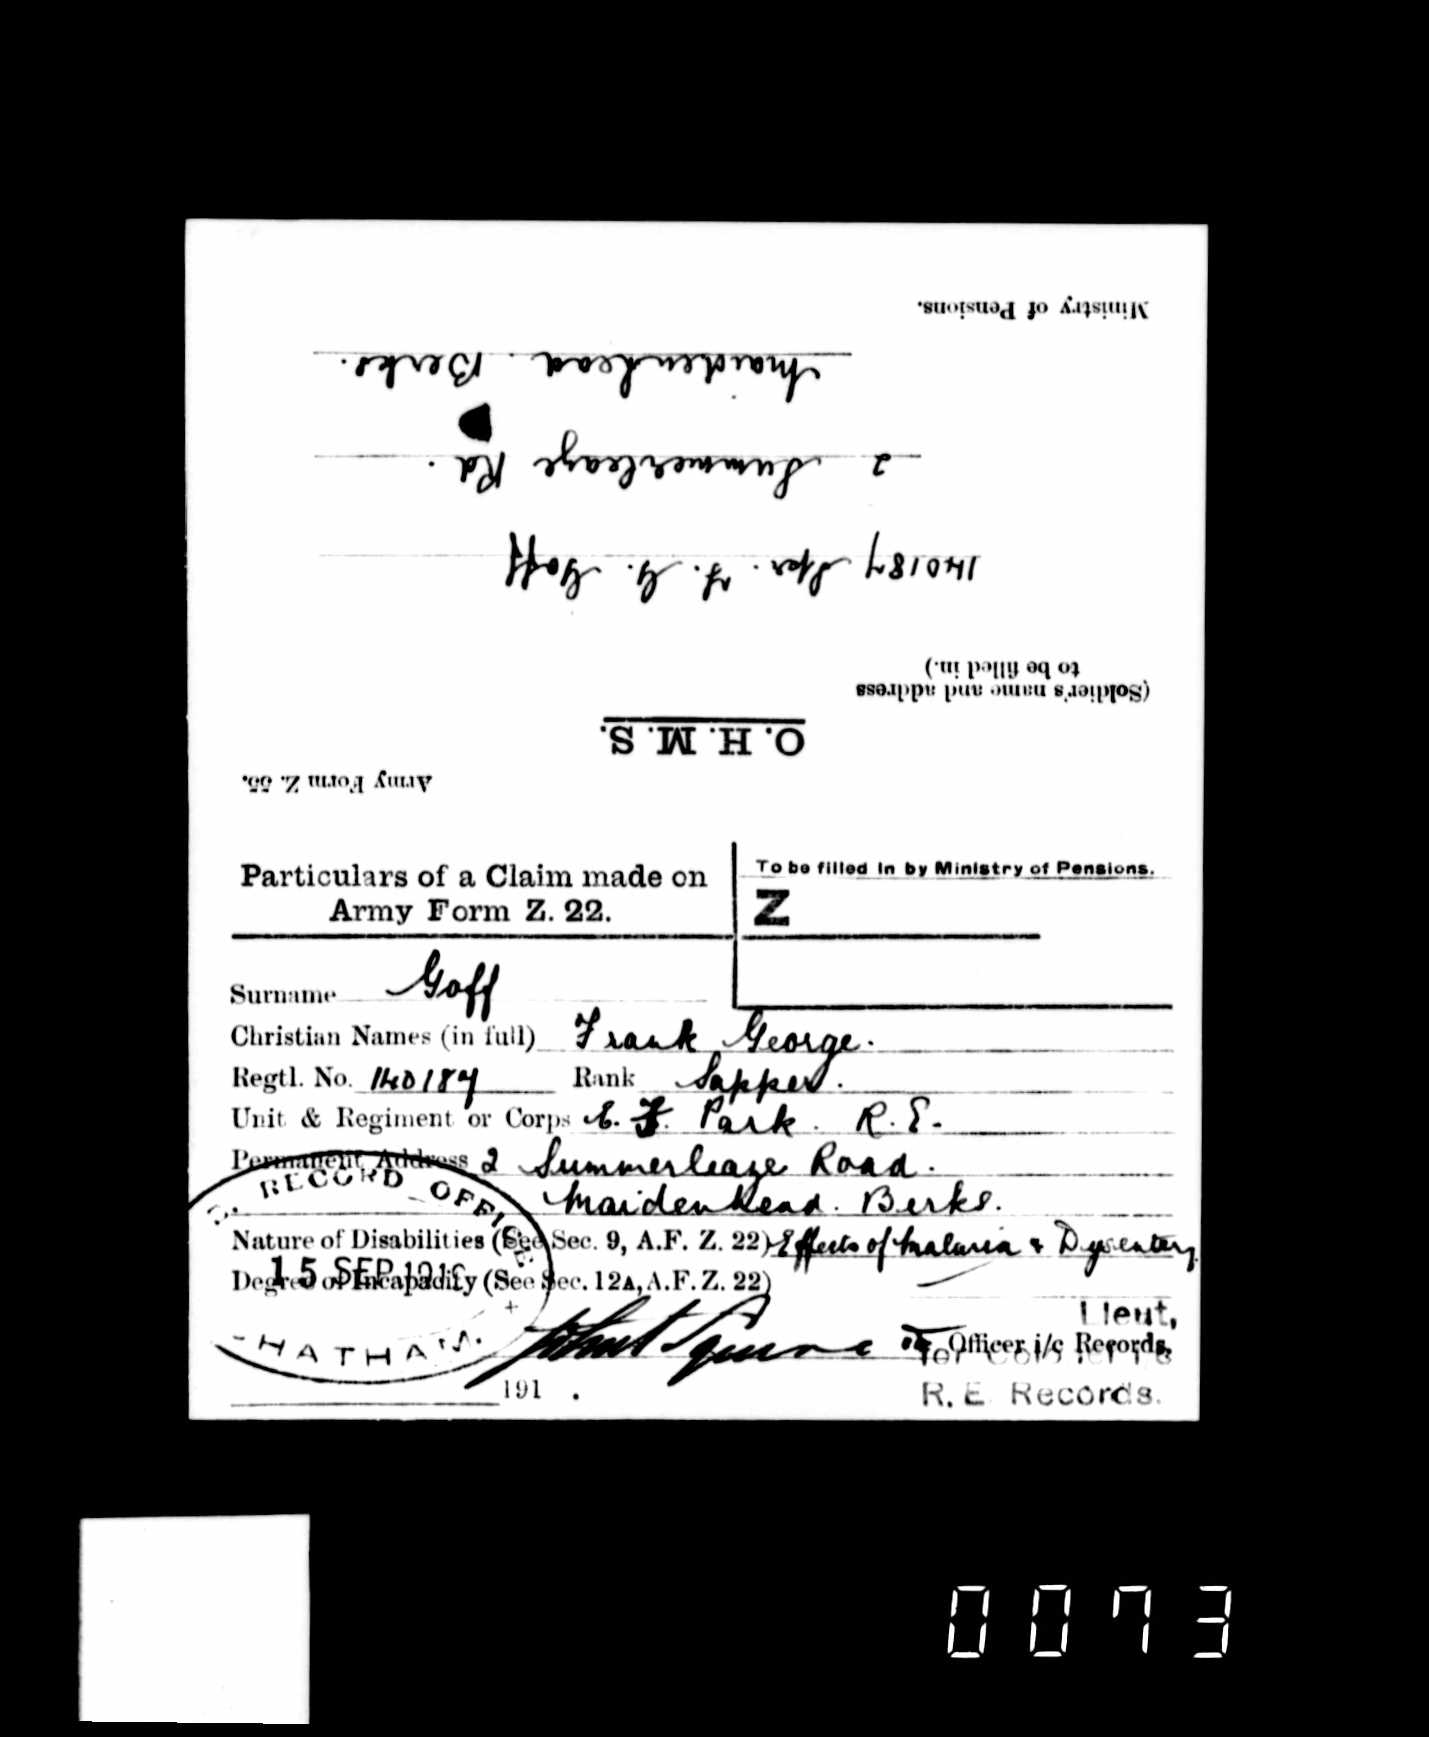 Ministry of Pensions.
Maidenhead. Berks.
2 Summerleaze Rd.
140187 Spr. F. G. Goff
(Soldier's name and address
to be filled in.)
O. H. M. S.
Army Form Z. 55.
Particulars of a Claim made on
Army Form Z. 22.
To be filled in by Ministry of Pensions.
Z
Surname Goff
Christian Names (in full) Frank George.
Regtl. No. 140187 Rank Sapper.
Unit & Regiment or Corps E. F. Park. R.E.
Permanent Address 2 Summerleaze Road.
Maidenhead. Berks.
RECORD OFFICE
Nature of Disabilities (See Sec. 9, A.F. Z. 22) Effects of Malaria & Dysentery
15 SEP
Degree of Incapacity (See Sec. 12A, A.F. Z. 22)
CHATHAM.
Lieut,
Officer i/c Records,
for
R. E. Records.
191 .
0073